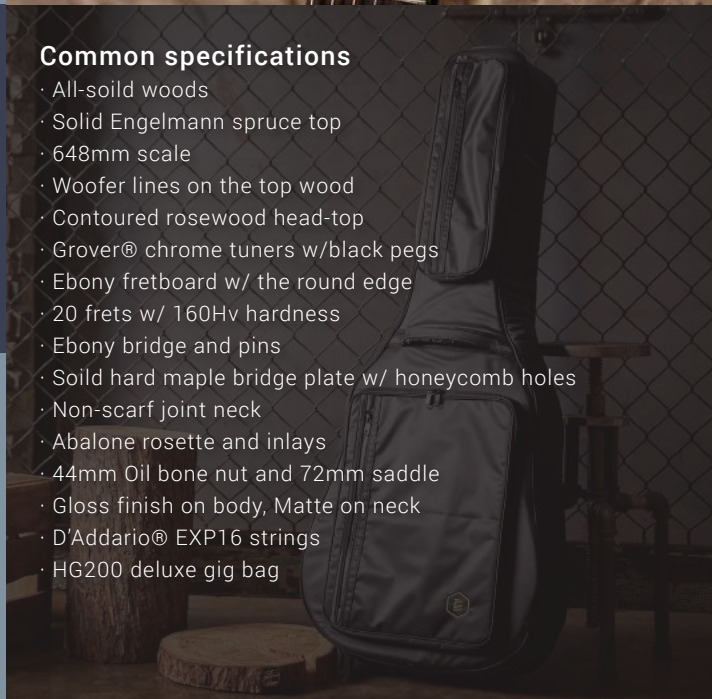 Common specifications
· All-soild woods
· Solid Engelmann spruce top
· 648mm scale
· Woofer lines on the top wood
· Contoured rosewood head-top
· Grover® chrome tuners w/black pegs
· Ebony fretboard w/ the round edge
· 20 frets w/ 160Hv hardness
· Ebony bridge and pins
· Soild hard maple bridge plate w/ honeycomb holes
· Non-scarf joint neck
· Abalone rosette and inlays
· 44mm Oil bone nut and 72mm saddle
· Gloss finish on body, Matte on neck
· D'Addario® EXP16 strings
· HG200 deluxe gig bag